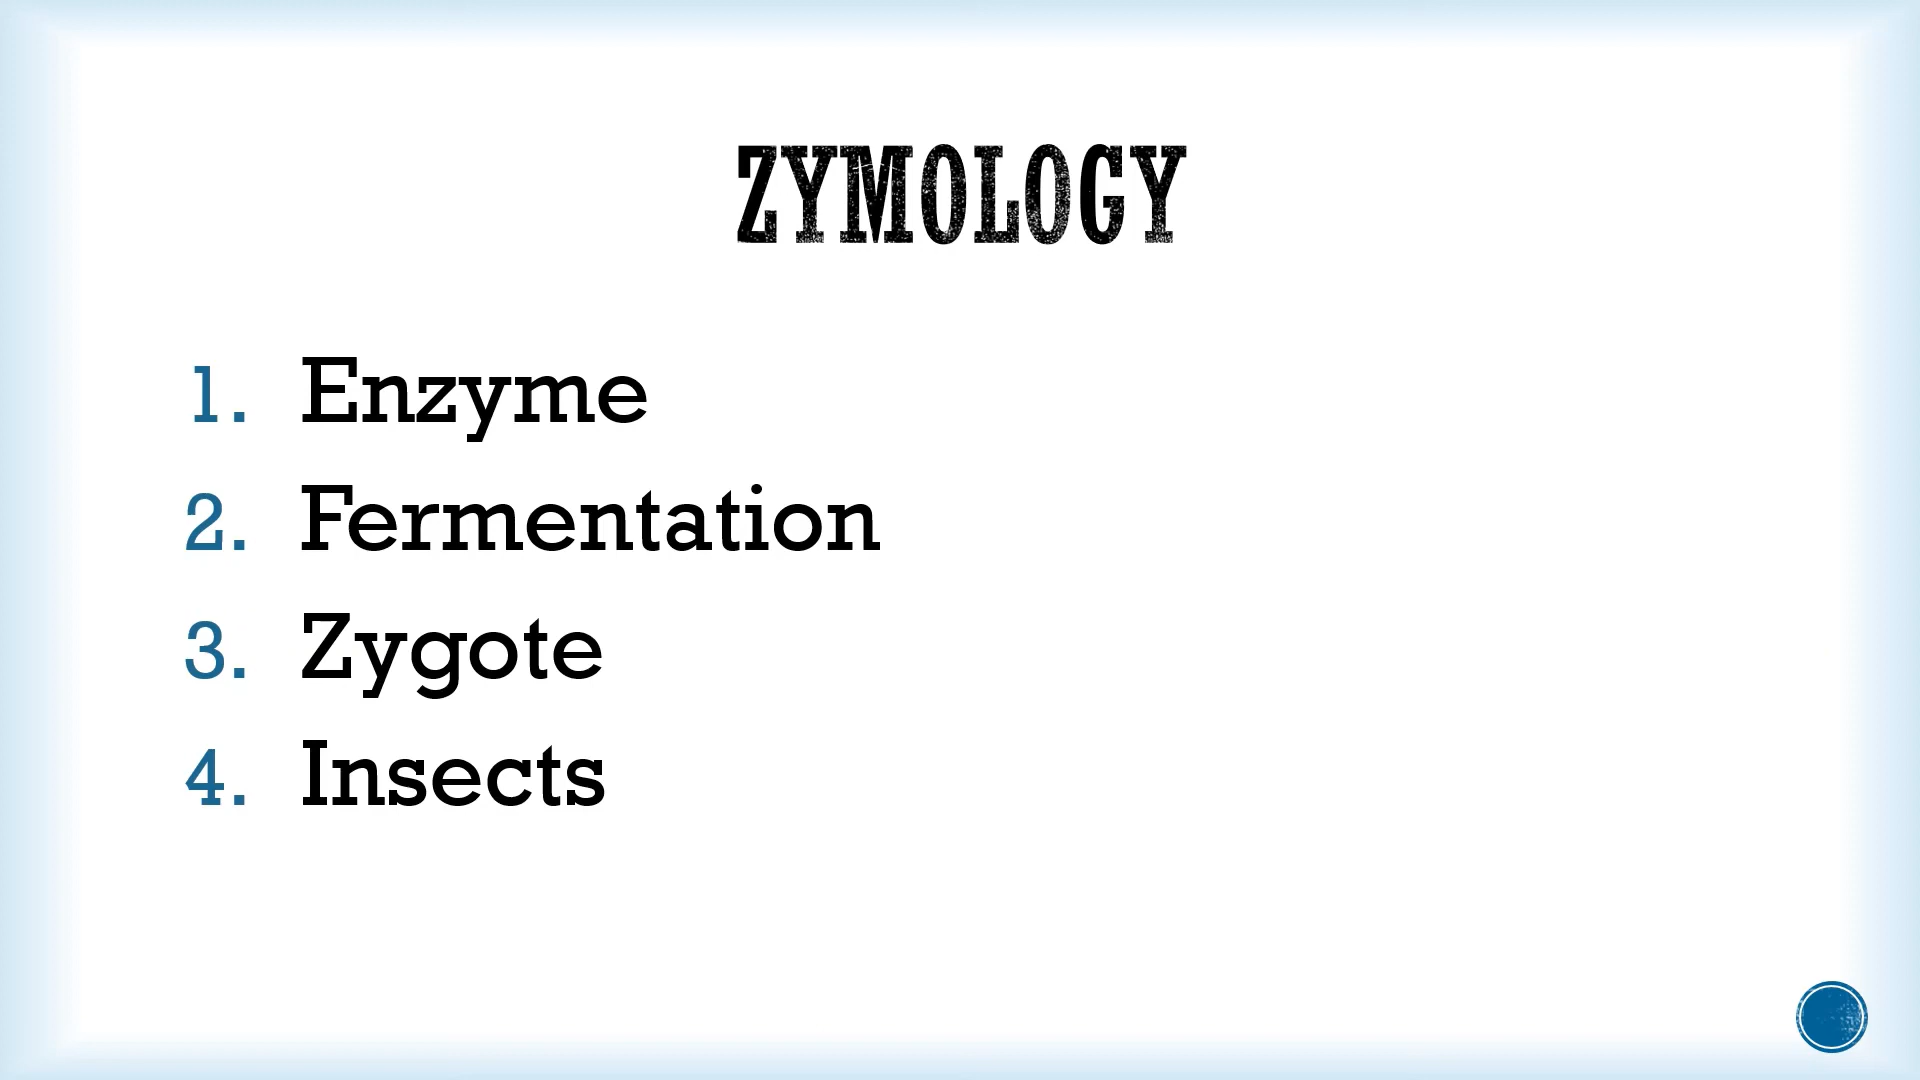 ZYMOLOGY
1. Enzyme
2. Fermentation
3. Zygote
4. Insects